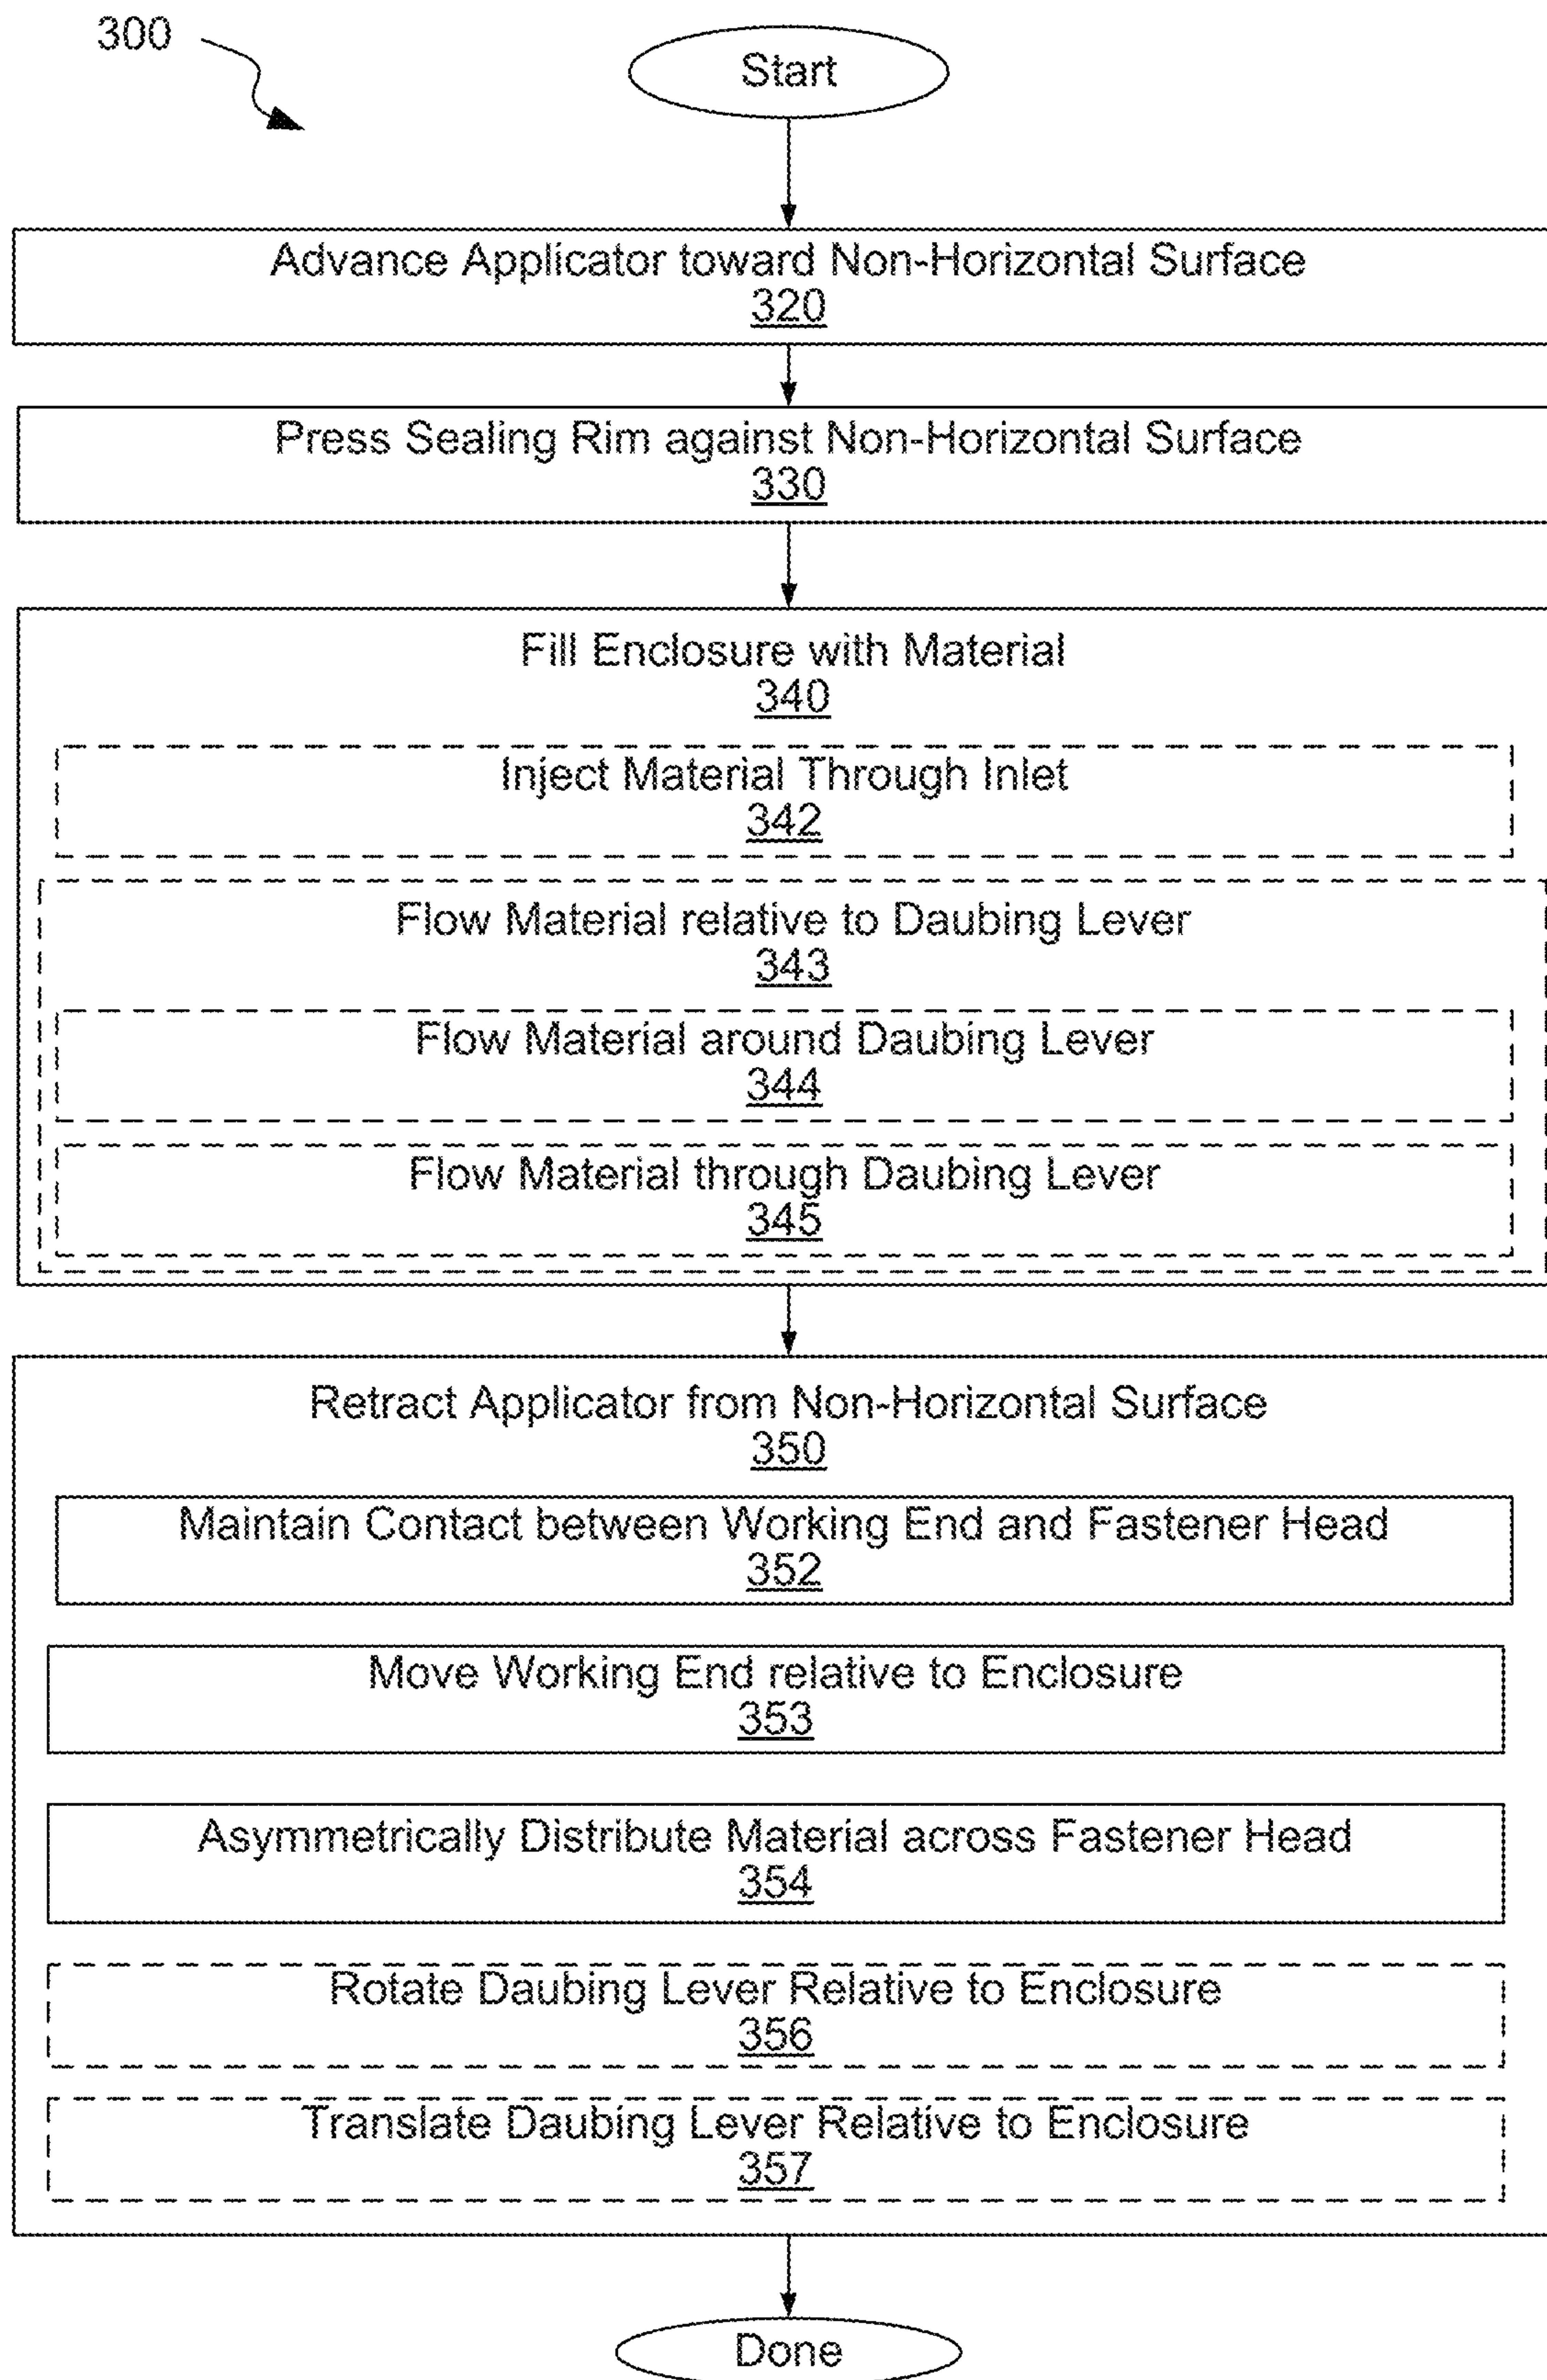 300
Start
Advance Applicator toward Non-Horizontal Surface
320
Press Sealing Rim against Non-Horizontal Surface
330
Fill Enclosure with Material
340
Inject Material Through Inlet
342
Flow Material relative to Daubing Lever
343
Flow Material around Daubing Lever
344
Flow Material through Daubing Lever
345
Retract Applicator from Non-Horizontal Surface
350
Maintain Contact between Working End and Fastener Head
352
Move Working End relative to Enclosure
353
Asymmetrically Distribute Material across Fastener Head
354
Rotate Daubing Lever Relative to Enclosure
356
Translate Daubing Lever Relative to Enclosure
357
Done